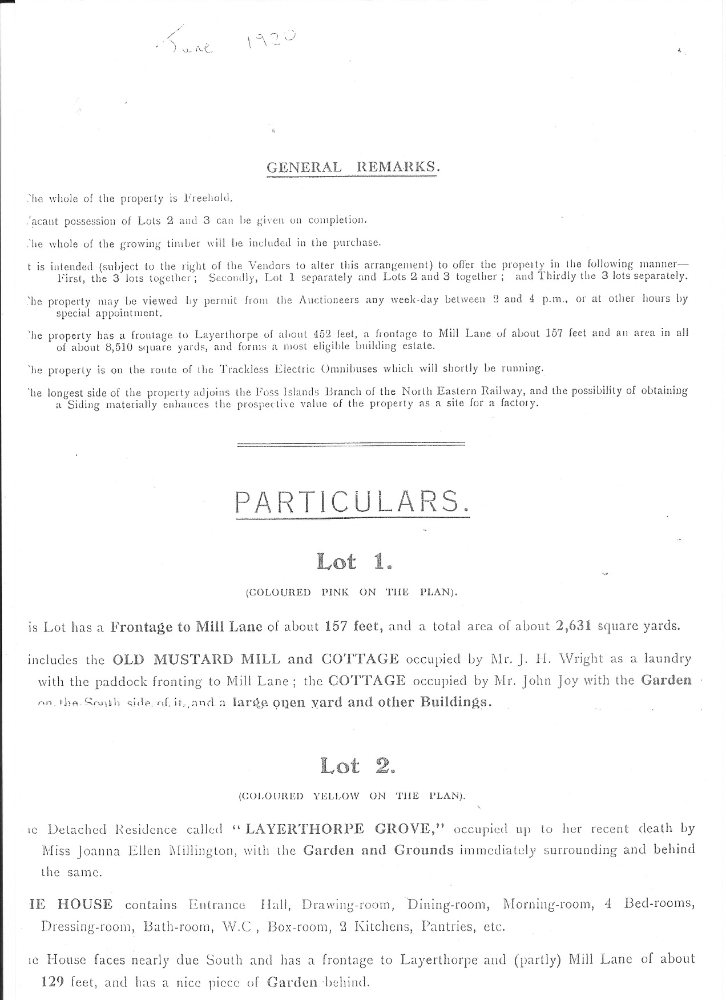 June 1920
GENERAL REMARKS.
he whole of the property is Freehold.
acant possession of Lots 2 and 3 can be given on completion.
he whole of the growing timber will be included in the purchase.
t is intended (subject to the right of the Vendors to alter this arrangement) to offer the property in the following manner—
First, the 3 lots together; Secondly, Lot 1 separately and Lots 2 and 3 together; and Thirdly the 3 lots separately.
he property may be viewed by permit from the Auctioneers any week-day between 2 and 4 p.m., or at other hours by
special appointment.
he property has a frontage to Layerthorpe of about 452 feet, a frontage to Mill Lane of about 157 feet and an area in all
of about 8,510 square yards, and forms a most eligible building estate.
he property is on the route of the Trackless Electric Omnibuses which will shortly be running.
he longest side of the property adjoins the Foss Islands Branch of the North Eastern Railway, and the possibility of obtaining
a Siding materially enhances the prospective value of the property as a site for a factory.
PARTICULARS.
Lot 1.
(COLOURED PINK ON THE PLAN).
is Lot has a Frontage to Mill Lane of about 157 feet, and a total area of about 2,631 square yards.
includes the OLD MUSTARD MILL and COTTAGE occupied by Mr. J. H. Wright as a laundry
with the paddock fronting to Mill Lane; the COTTAGE occupied by Mr. John Joy with the Garden
on the South side of it, and a large open yard and other Buildings.
Lot 2.
(COLOURED YELLOW ON THE PLAN).
ie Detached Residence called "LAYERTHORPE GROVE," occupied up to her recent death by
Miss Joanna Ellen Millington, with the Garden and Grounds immediately surrounding and behind
the same.
IE HOUSE contains Entrance Hall, Drawing-room, Dining-room, Morning-room, 4 Bed-rooms,
Dressing-room, Bath-room, W.C, Box-room, 2 Kitchens, Pantries, etc.
ie House faces nearly due South and has a frontage to Layerthorpe and (partly) Mill Lane of about
129 feet, and has a nice piece of Garden behind.